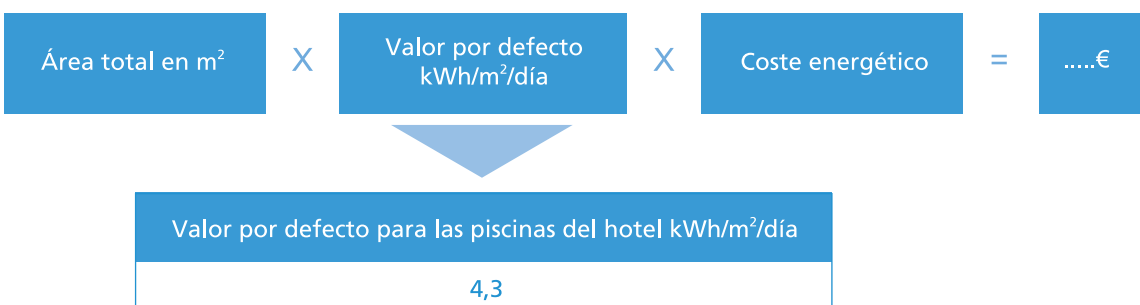 Área total en m² X Valor por defecto kWh/m²/día X Coste energético = .....€
Valor por defecto para las piscinas del hotel kWh/m²/día
4,3